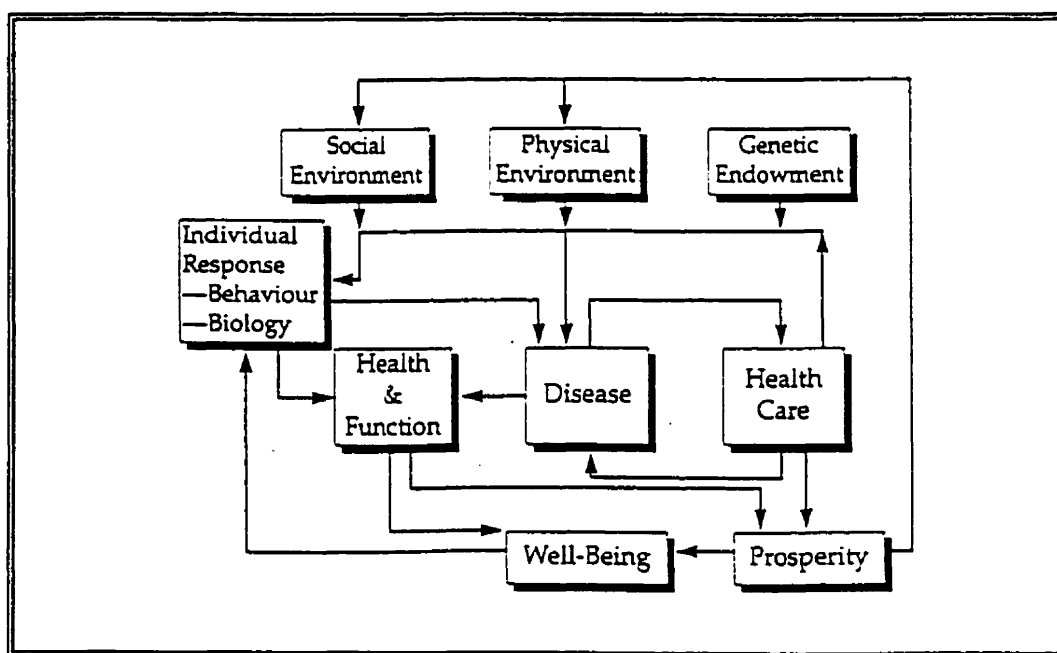 Social
Environment
Physical
Environment
Genetic
Endowment
Individual
Response
—Behaviour
—Biology
Health
&
Function
Disease
Health
Care
Well-Being
Prosperity